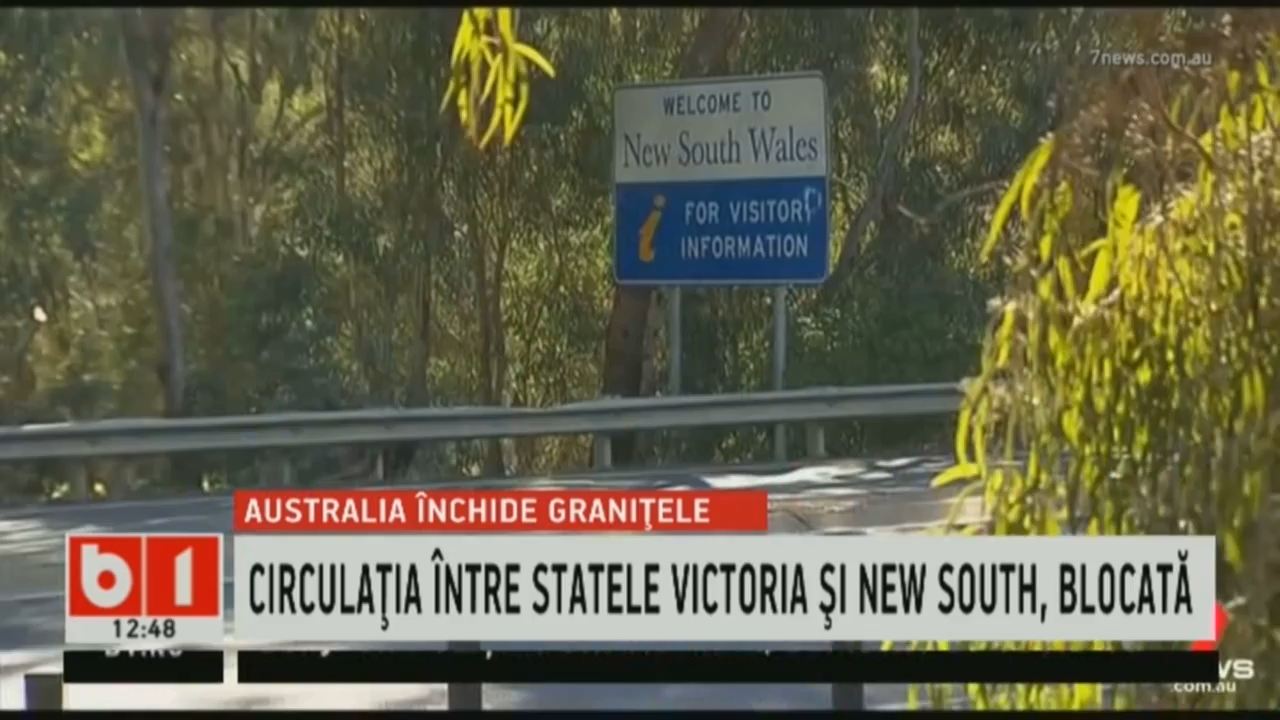 7news.com.au
WELCOME TO
New South Wales
FOR VISITOR
INFORMATION
AUSTRALIA ÎNCHIDE GRANIŢELE
b1
CIRCULAŢIA ÎNTRE STATELE VICTORIA ŞI NEW SOUTH, BLOCATĂ
12:48
.com.au